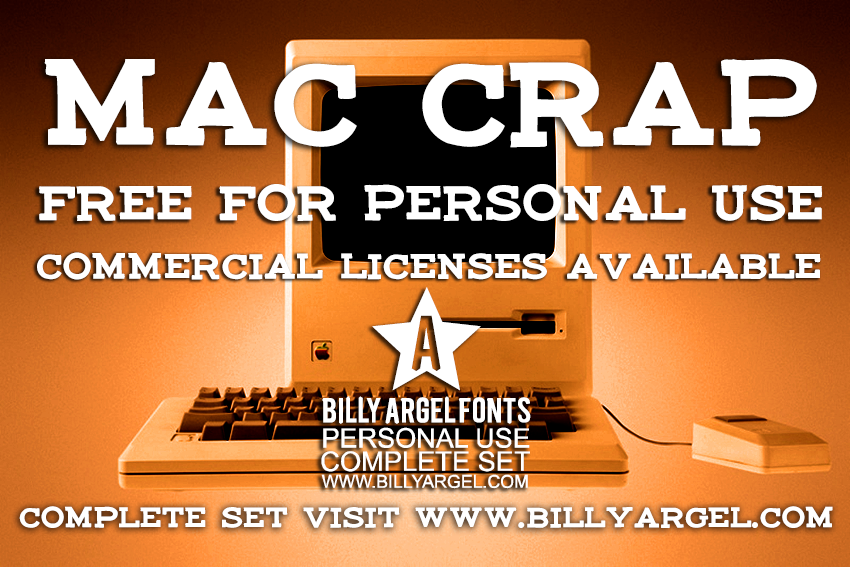 MAC CRAP
FREE FOR PERSONAL USE
COMMERCIAL LICENSES AVAILABLE
A
BILLY ARGEL FONTS
PERSONAL USE
COMPLETE SET
WWW.BILLYARGEL.COM
COMPLETE SET VISIT WWW.BILLYARGEL.COM